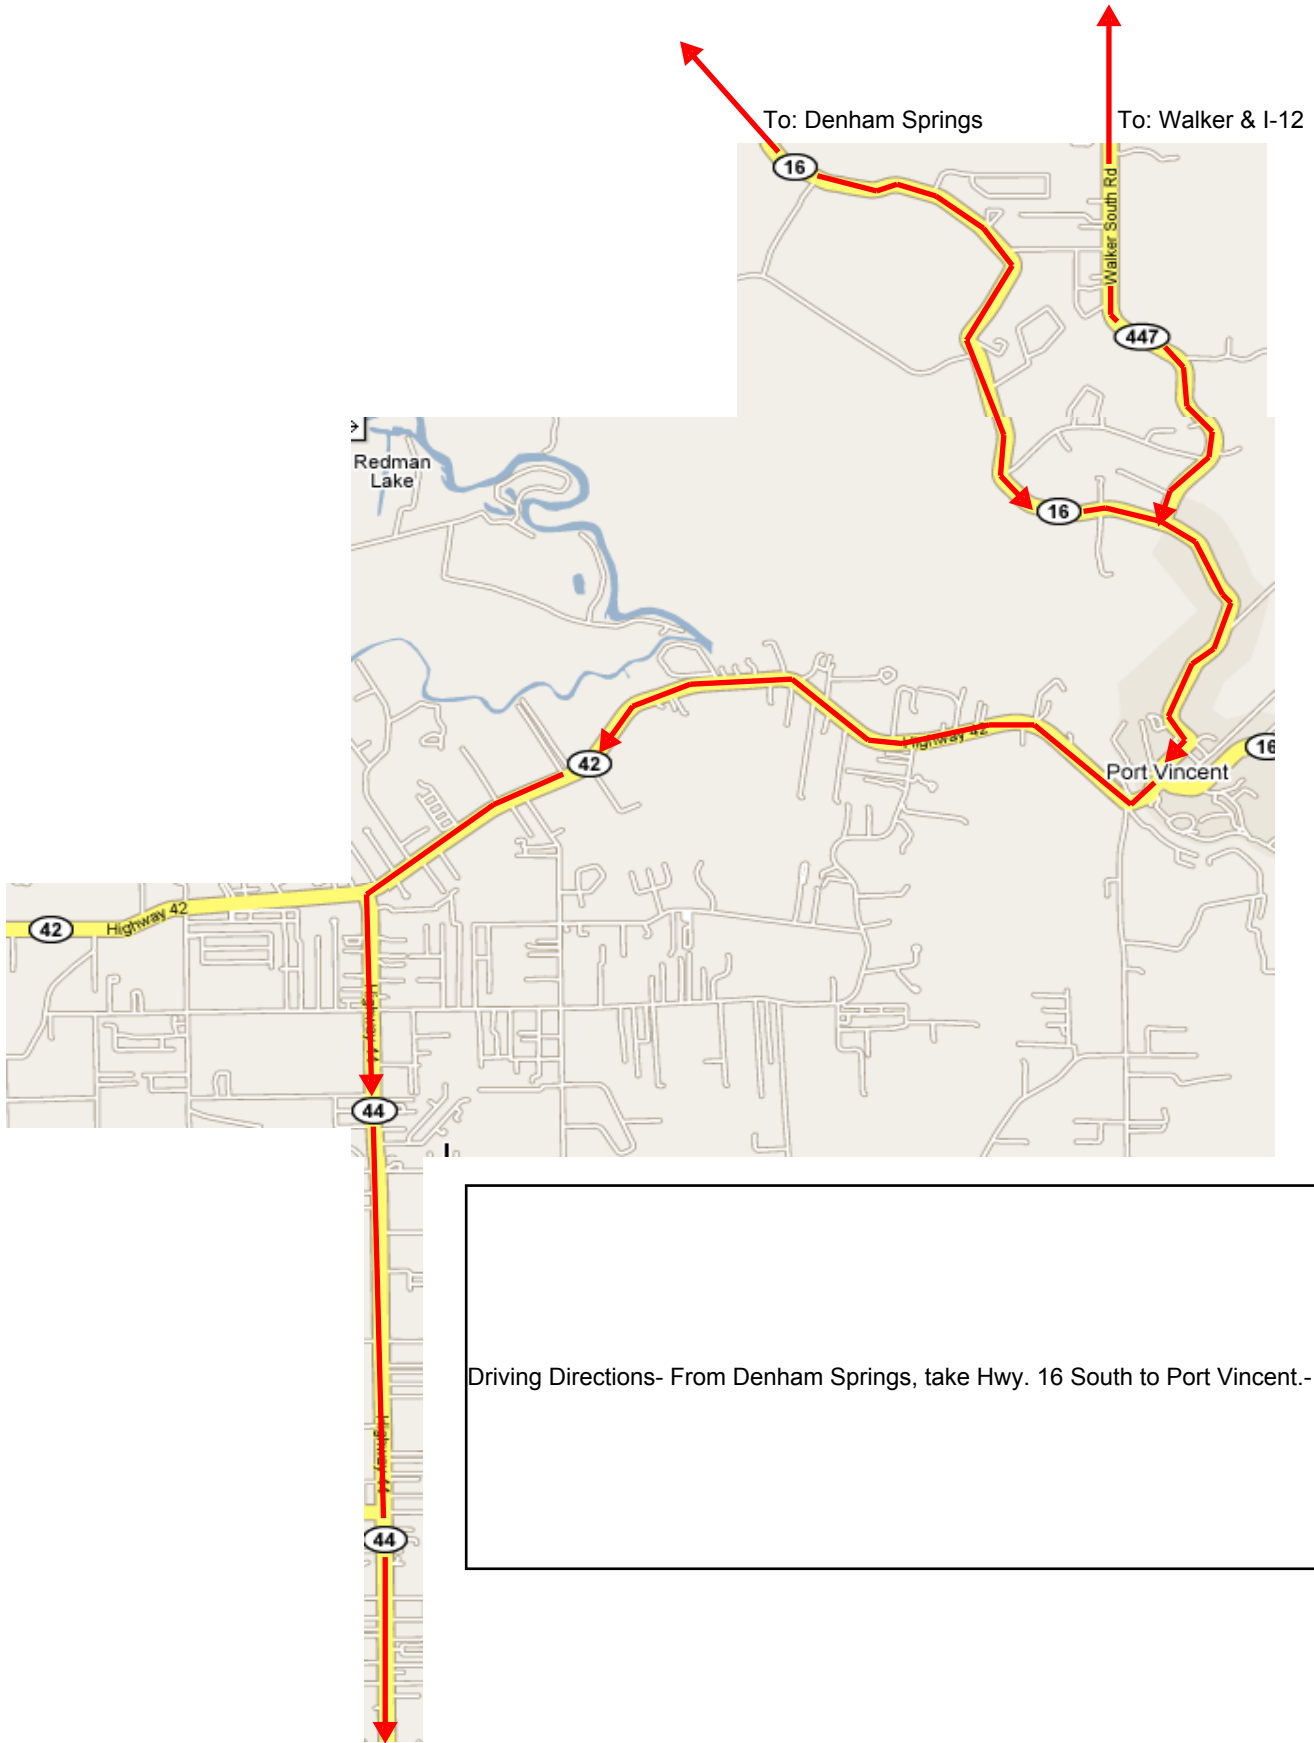 To: Denham Springs
To: Walker & I-12
16
Walker South Rd
447
Redman
Lake
16
Highway 42
42
16
Port Vincent
42
Highway 42
Highway 44
44
Driving Directions- From Denham Springs, take Hwy. 16 South to Port Vincent.-
Highway 44
44